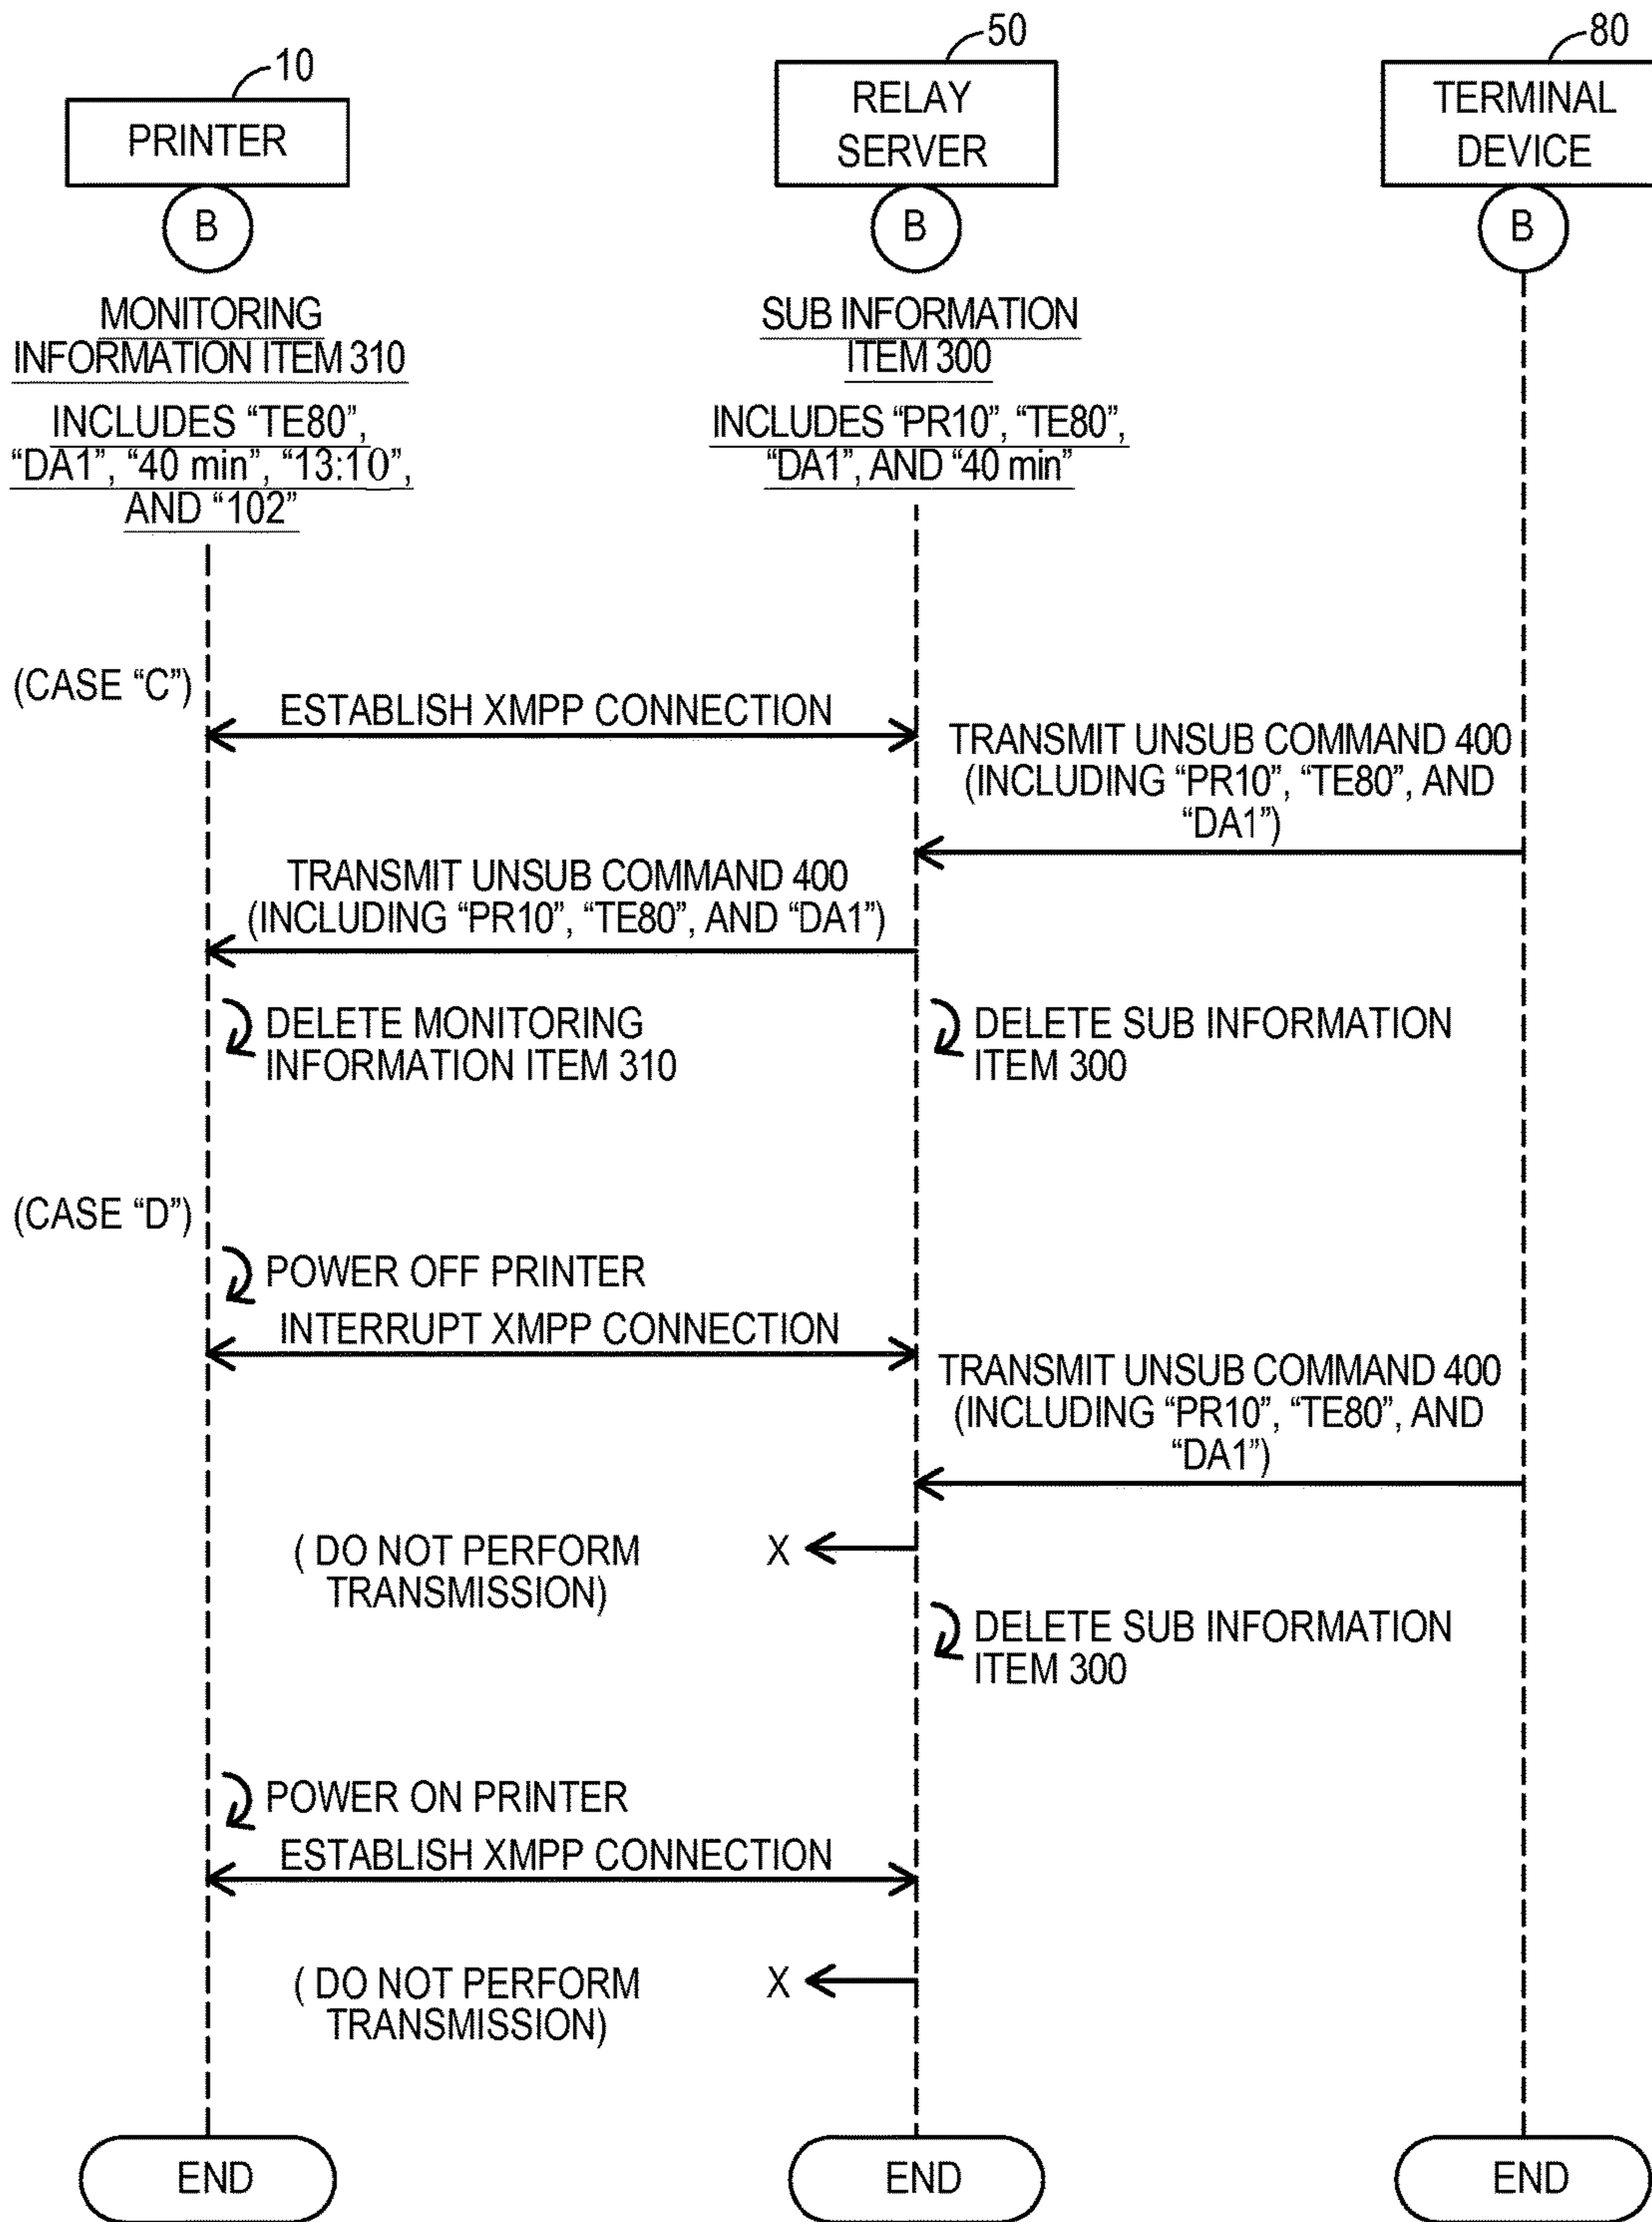 10
PRINTER
50
RELAY
SERVER
80
TERMINAL
DEVICE
B
B
B
MONITORING
INFORMATION ITEM 310
INCLUDES “TE80”,
“DA1”, “40 min”, “13:10”,
AND “102”
SUB INFORMATION
ITEM 300
INCLUDES “PR10”, “TE80”,
“DA1”, AND “40 min”
(CASE “C”)
ESTABLISH XMPP CONNECTION
TRANSMIT UNSUB COMMAND 400
(INCLUDING “PR10”, “TE80”, AND
“DA1”)
TRANSMIT UNSUB COMMAND 400
(INCLUDING “PR10”, “TE80”, AND “DA1”)
DELETE MONITORING
INFORMATION ITEM 310
DELETE SUB INFORMATION
ITEM 300
(CASE “D”)
POWER OFF PRINTER
INTERRUPT XMPP CONNECTION
TRANSMIT UNSUB COMMAND 400
(INCLUDING “PR10”, “TE80”, AND
“DA1”)
( DO NOT PERFORM
TRANSMISSION)
X
DELETE SUB INFORMATION
ITEM 300
POWER ON PRINTER
ESTABLISH XMPP CONNECTION
( DO NOT PERFORM
TRANSMISSION)
X
END
END
END